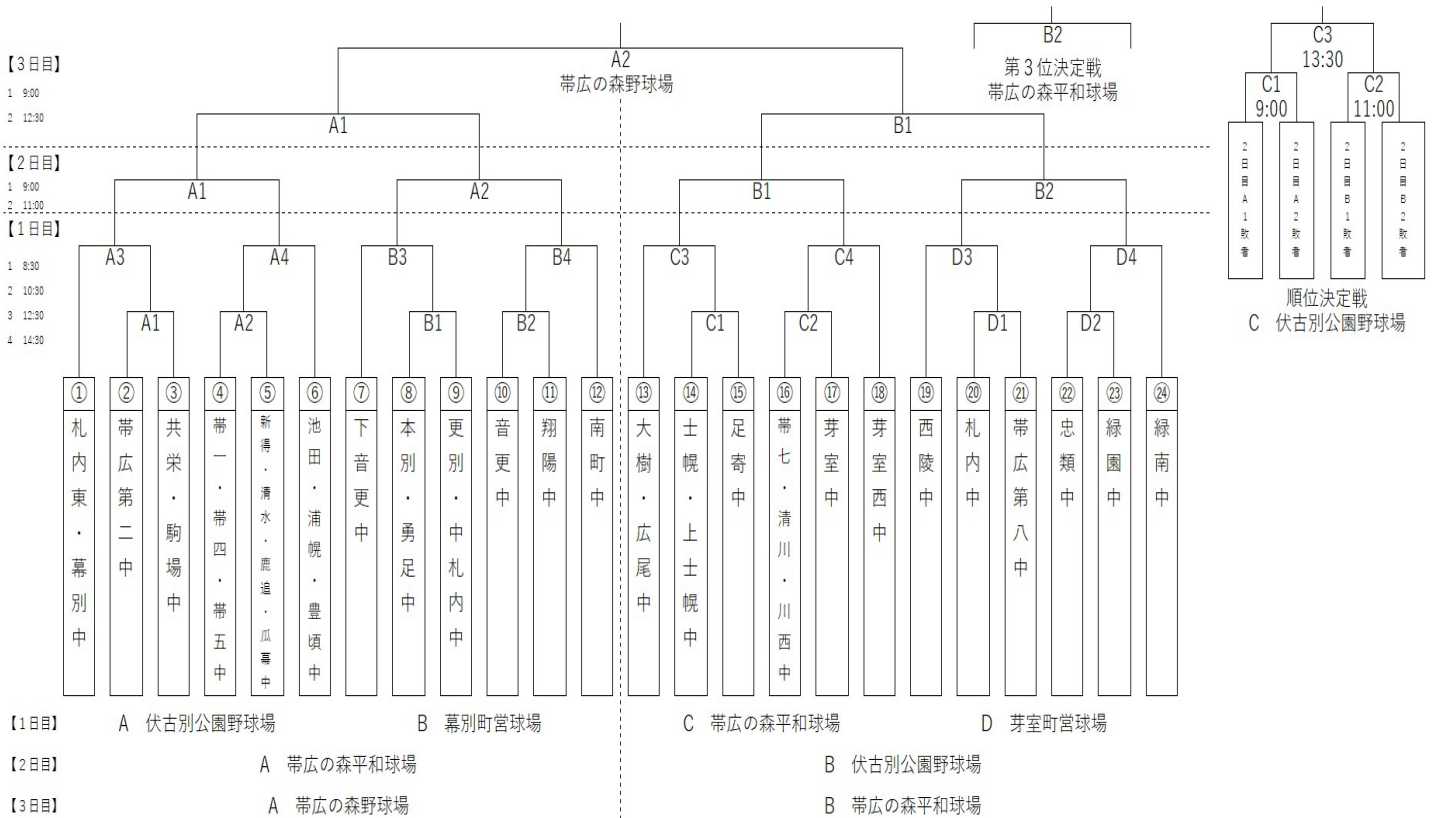 B2
第3位決定戦
帯広の森平和球場
C3
13:30
C1
9:00
C2
11:00
2日目A1敗者
2日目A2敗者
2日目B1敗者
2日目B2敗者
順位決定戦
C 伏古別公園野球場
【3日目】
1 9:00
2 12:30
A2
帯広の森野球場
A1
B1
【2日目】
1 9:00
2 11:00
A1
A2
B1
B2
【1日目】
1 8:30
2 10:30
3 12:30
4 14:30
A3
A4
B3
B4
C3
C4
D3
D4
A1
A2
B1
B2
C1
C2
D1
D2
① 札内東・幕別中
② 帯広第二中
③ 共栄・駒場中
④ 帯一・帯四・帯五中
⑤ 新得・清水・鹿追・瓜幕中
⑥ 池田・浦幌・豊頃中
⑦ 下音更中
⑧ 本別・勇足中
⑨ 更別・中札内中
⑩ 音更中
⑪ 翔陽中
⑫ 南町中
⑬ 大樹・広尾中
⑭ 士幌・上士幌中
⑮ 足寄中
⑯ 帯七・清川・川西中
⑰ 芽室中
⑱ 芽室西中
⑲ 西陵中
⑳ 札内中
㉑ 帯広第八中
㉒ 忠類中
㉓ 緑園中
㉔ 緑南中
【1日目】 A 伏古別公園野球場 B 幕別町営球場 C 帯広の森平和球場 D 芽室町営球場
【2日目】 A 帯広の森平和球場 B 伏古別公園野球場
【3日目】 A 帯広の森野球場 B 帯広の森平和球場